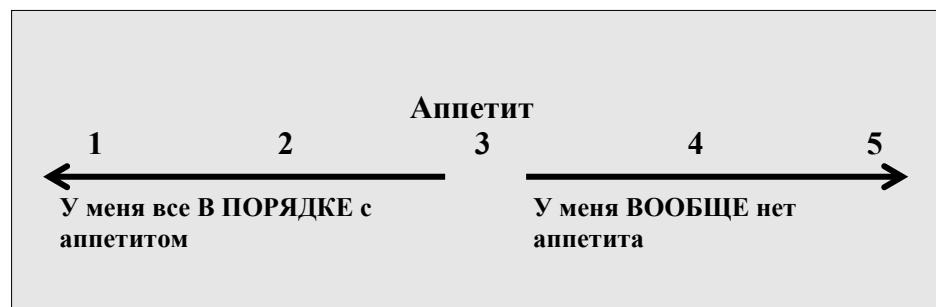 Аппетит
1 2 3 4 5
У меня все В ПОРЯДКЕ с
аппетитом
У меня ВООБЩЕ нет
аппетита